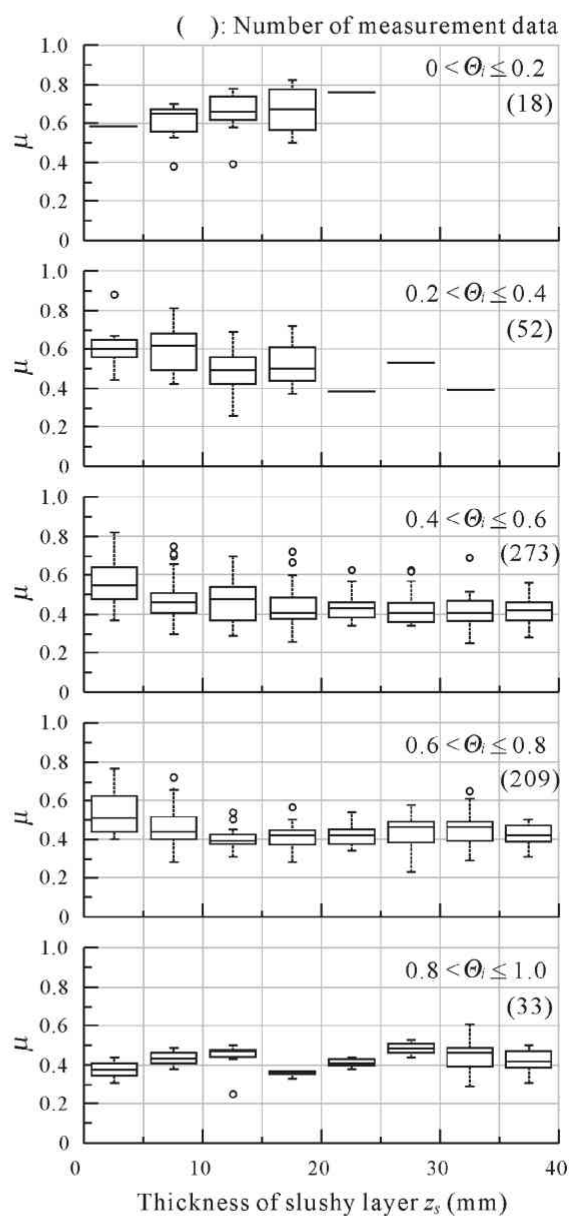 ( ): Number of measurement data
0 < Θi ≤ 0.2
(18)
μ
1.0
0.8
0.6
0.4
0.2
0
0.2 < Θi ≤ 0.4
(52)
μ
1.0
0.8
0.6
0.4
0.2
0
0.4 < Θi ≤ 0.6
(273)
μ
1.0
0.8
0.6
0.4
0.2
0
0.6 < Θi ≤ 0.8
(209)
μ
1.0
0.8
0.6
0.4
0.2
0
0.8 < Θi ≤ 1.0
(33)
μ
1.0
0.8
0.6
0.4
0.2
0
0 10 20 30 40
Thickness of slushy layer zs (mm)